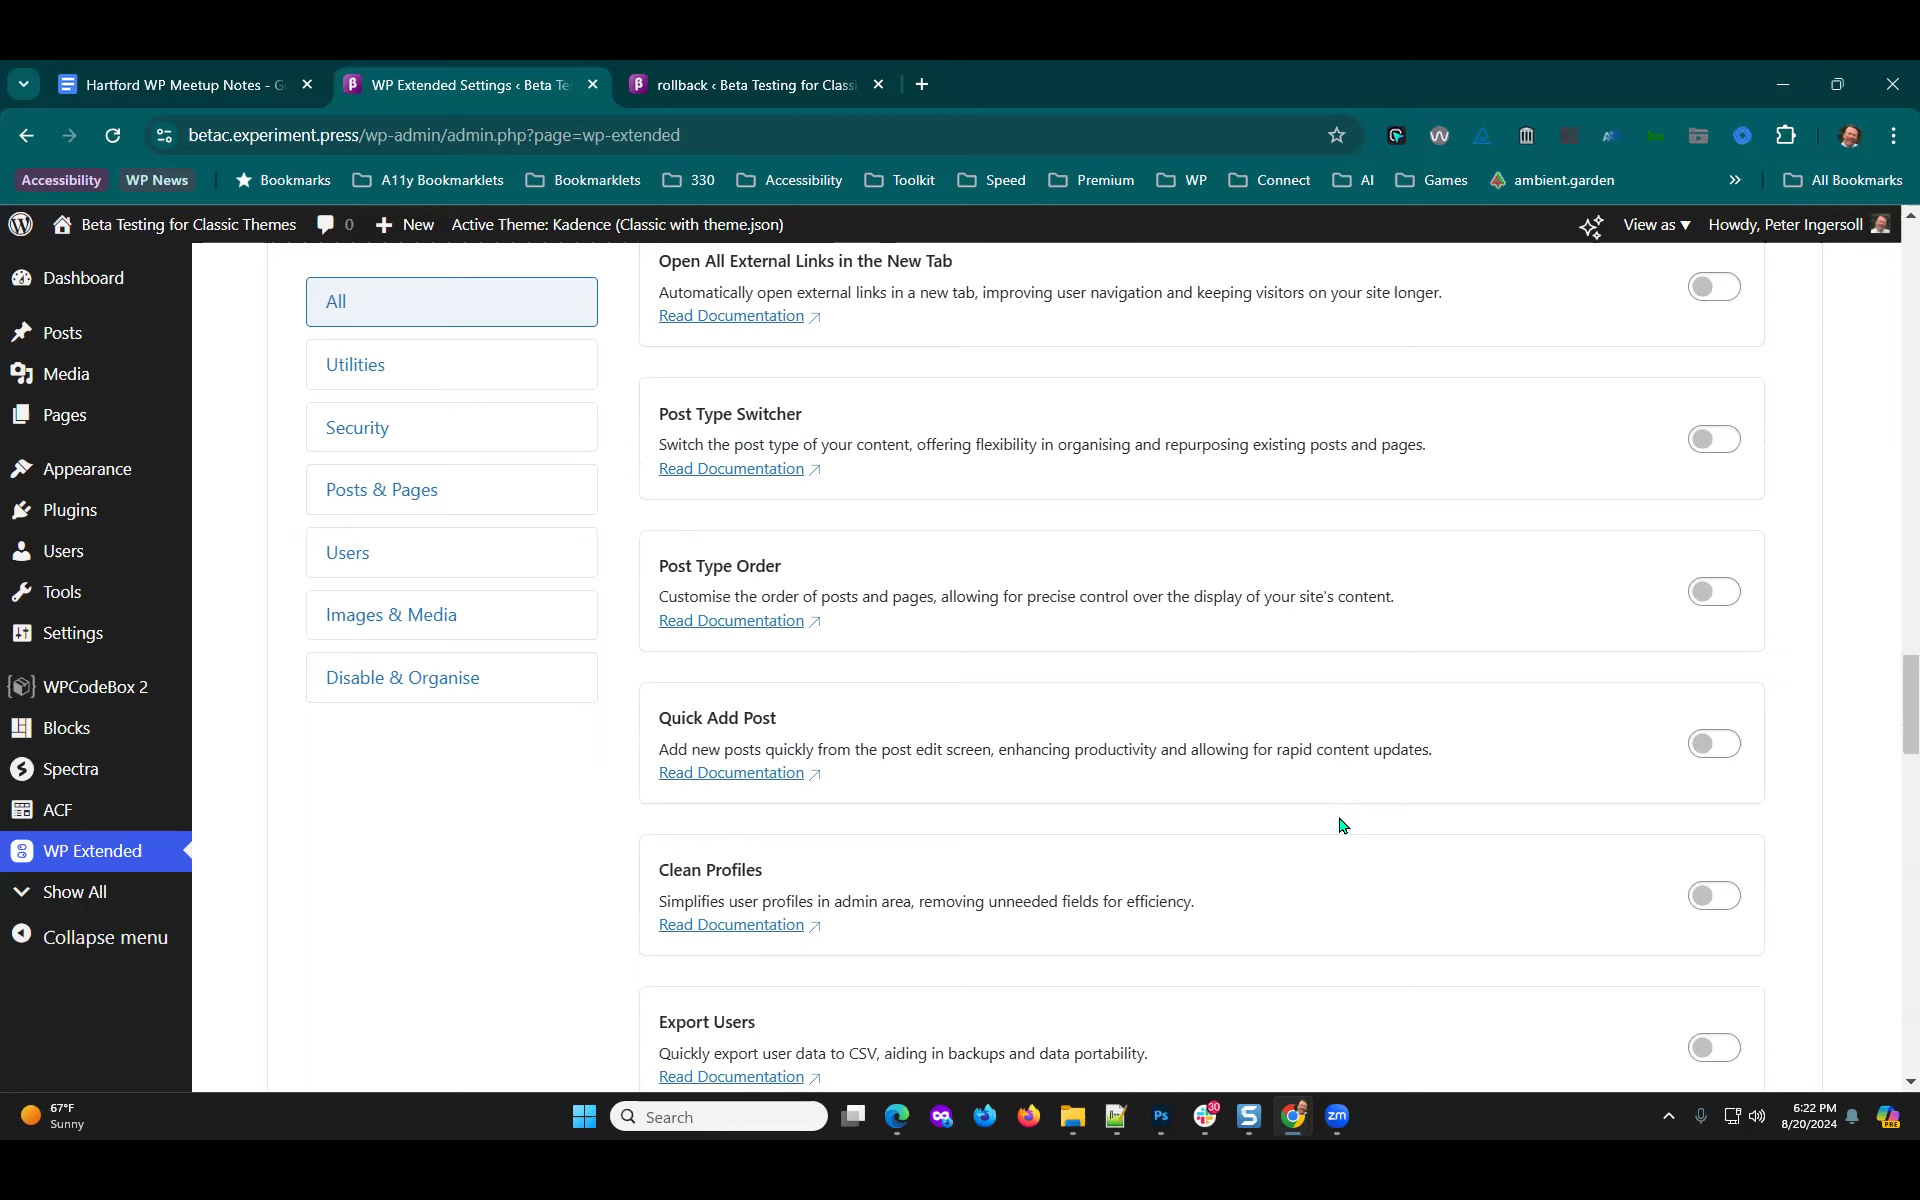 Hartford WP Meetup Notes - G
WP Extended Settings ‹ Beta Te
rollback ‹ Beta Testing for Class
betac.experiment.press/wp-admin/admin.php?page=wp-extended
Accessibility
WP News
Bookmarks
A11y Bookmarklets
Bookmarklets
330
Accessibility
Toolkit
Speed
Premium
WP
Connect
AI
Games
ambient.garden
»
All Bookmarks
Beta Testing for Classic Themes
0
New
Active Theme: Kadence (Classic with theme.json)
View as ▼
Howdy, Peter Ingersoll
Dashboard
Posts
Media
Pages
Appearance
Plugins
Users
Tools
Settings
WPCodeBox 2
Blocks
Spectra
ACF
WP Extended
Show All
Collapse menu
All
Utilities
Security
Posts & Pages
Users
Images & Media
Disable & Organise
Open All External Links in the New Tab
Automatically open external links in a new tab, improving user navigation and keeping visitors on your site longer.
Read Documentation
Post Type Switcher
Switch the post type of your content, offering flexibility in organising and repurposing existing posts and pages.
Read Documentation
Post Type Order
Customise the order of posts and pages, allowing for precise control over the display of your site's content.
Read Documentation
Quick Add Post
Add new posts quickly from the post edit screen, enhancing productivity and allowing for rapid content updates.
Read Documentation
Clean Profiles
Simplifies user profiles in admin area, removing unneeded fields for efficiency.
Read Documentation
Export Users
Quickly export user data to CSV, aiding in backups and data portability.
Read Documentation
67°F
Sunny
Search
Ps
30
S
zm
6:22 PM
8/20/2024
PRE